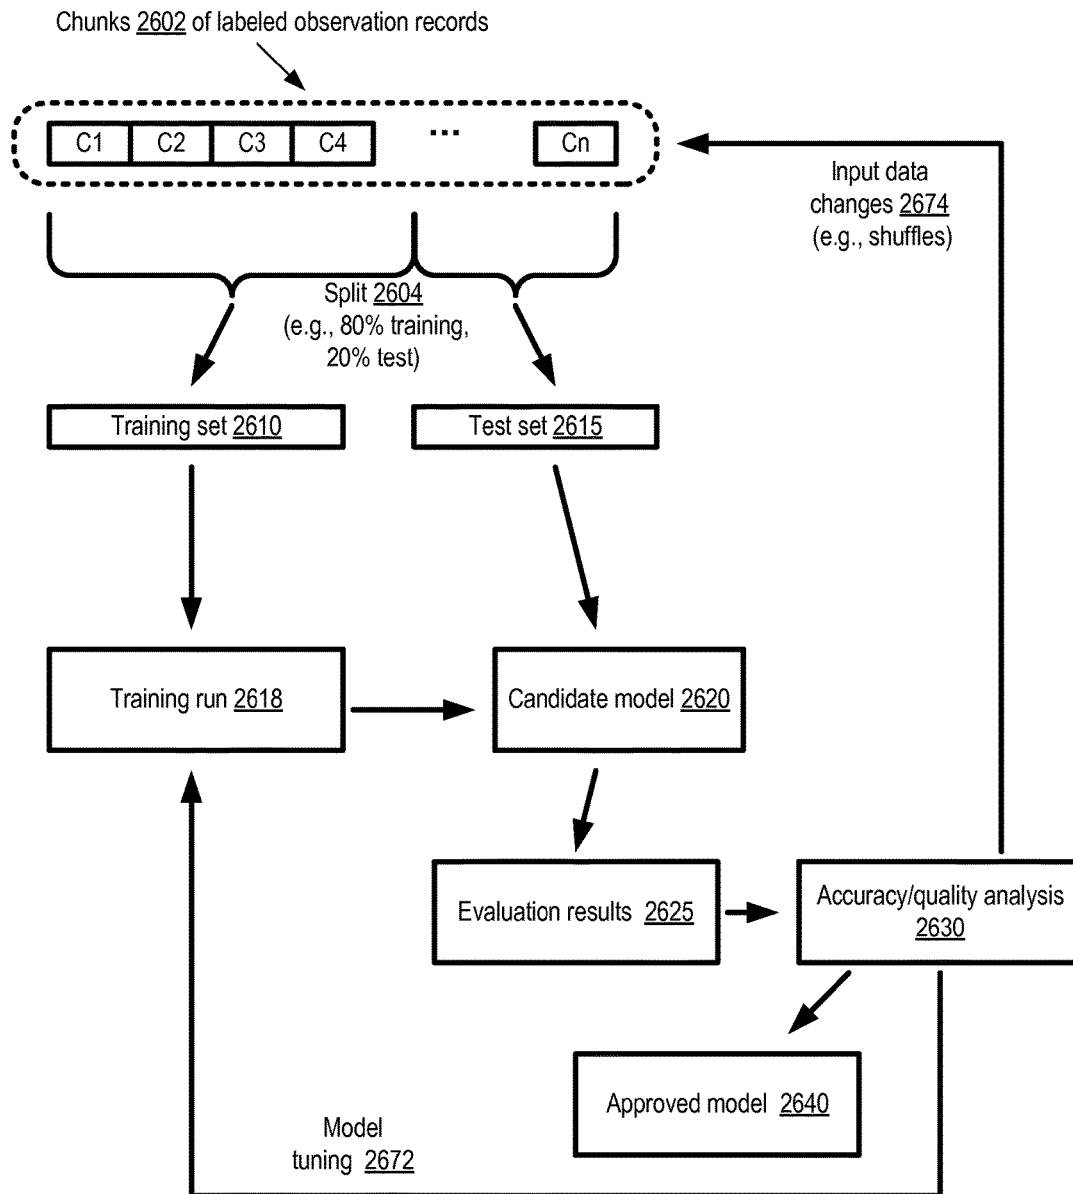 Chunks 2602 of labeled observation records
C1
C2
C3
C4
...
Cn
Input data
changes 2674
(e.g., shuffles)
Split 2604
(e.g., 80% training,
20% test)
Training set 2610
Test set 2615
Training run 2618
Candidate model 2620
Evaluation results 2625
Accuracy/quality analysis
2630
Approved model 2640
Model
tuning 2672